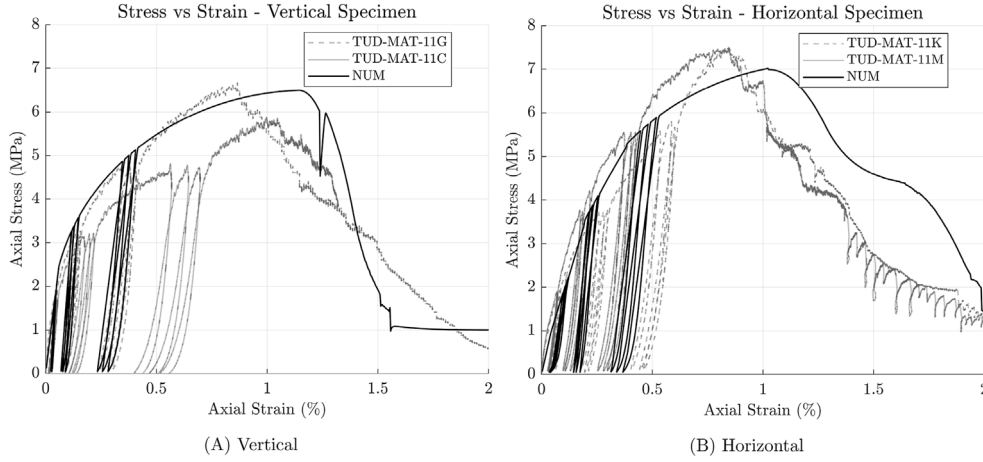 Stress vs Strain - Vertical Specimen
8
7
6
5
4
3
2
1
0
Axial Stress (MPa)
TUD-MAT-11G
TUD-MAT-11C
NUM
0
0.5
1
1.5
2
Axial Strain (%)
(A) Vertical
Stress vs Strain - Horizontal Specimen
8
7
6
5
4
3
2
1
0
Axial Stress (MPa)
TUD-MAT-11K
TUD-MAT-11M
NUM
0
0.5
1
1.5
2
Axial Strain (%)
(B) Horizontal